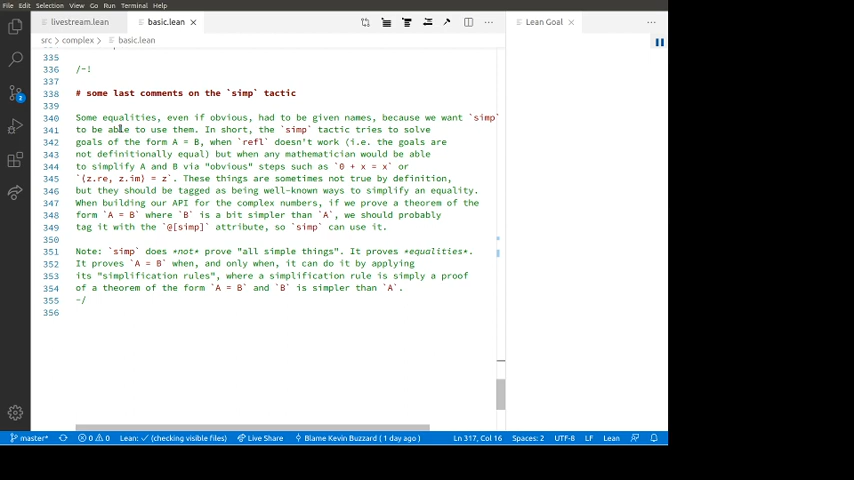 File Edit Selection View Go Run Terminal Help
livestream.lean basic.lean Lean Goal
src complex basic.lean
335
336 /-!
337
338 # some last comments on the `simp` tactic
339
340 Some equalities, even if obvious, had to be given names, because we want `simp`
341 to be able to use them. In short, the `simp` tactic tries to solve
342 goals of the form A = B, when `refl` doesn't work (i.e. the goals are
343 not definitionally equal) but when any mathematician would be able
344 to simplify A and B via "obvious" steps such as `0 + x = x` or
345 `⟨z.re, z.im⟩ = z`. These things are sometimes not true by definition,
346 but they should be tagged as being well-known ways to simplify an equality.
347 When building our API for the complex numbers, if we prove a theorem of the
348 form `A = B` where `B` is a bit simpler than `A`, we should probably
349 tag it with the `@[simp]` attribute, so `simp` can use it.
350
351 Note: `simp` does *not* prove "all simple things". It proves *equalities*.
352 It proves `A = B` when, and only when, it can do it by applying
353 its "simplification rules", where a simplification rule is simply a proof
354 of a theorem of the form `A = B` and `B` is simpler than `A`.
355 -/
356
2
master* 0 0 Lean: ✓ (checking visible files) Live Share Blame Kevin Buzzard ( 1 day ago ) Ln 317, Col 16 Spaces: 2 UTF-8 LF Lean